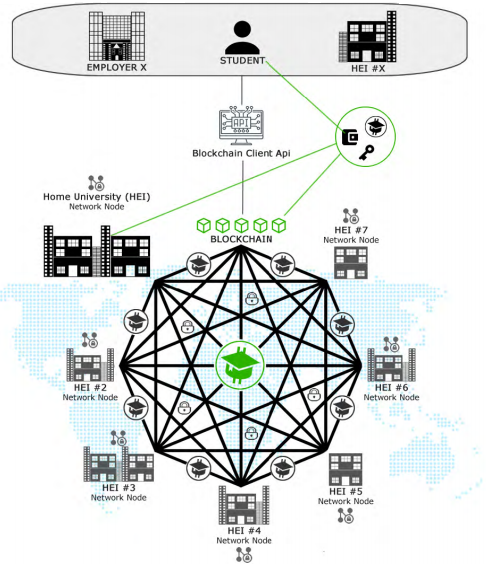 EMPLOYER X
STUDENT
HEI #X
API
Blockchain Client Api
Home University (HEI)
Network Node
BLOCKCHAIN
HEI #7
Network Node
HEI #2
Network Node
HEI #6
Network Node
HEI #3
Network Node
HEI #5
Network Node
HEI #4
Network Node